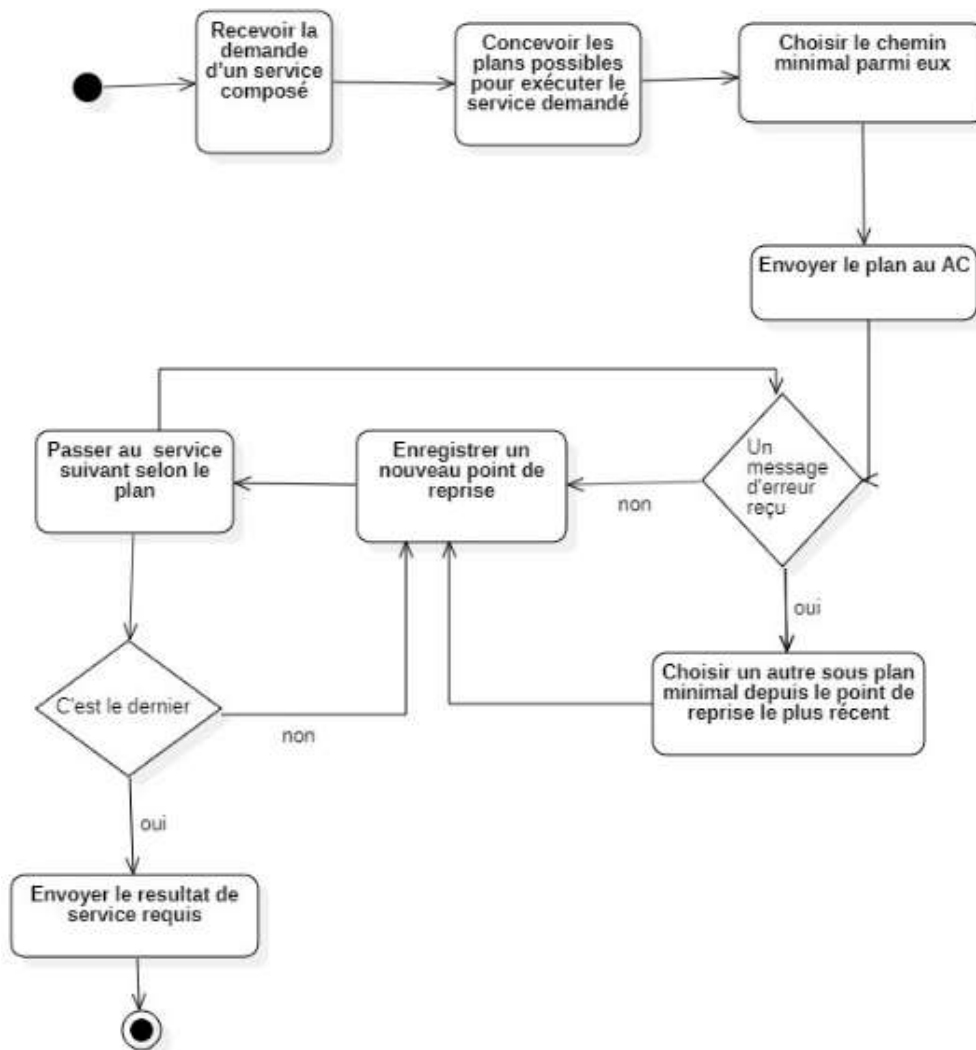 Recevoir la
demande
d'un service
composé
Concevoir les
plans possibles
pour exécuter le
service demandé
Choisir le chemin
minimal parmi eux
Envoyer le plan au AC
Un
message
d'erreur
reçu
non
oui
Enregistrer un
nouveau point de
reprise
Passer au service
suivant selon le
plan
Choisir un autre sous plan
minimal depuis le point de
reprise le plus récent
C'est le dernier
non
oui
Envoyer le resultat de
service requis